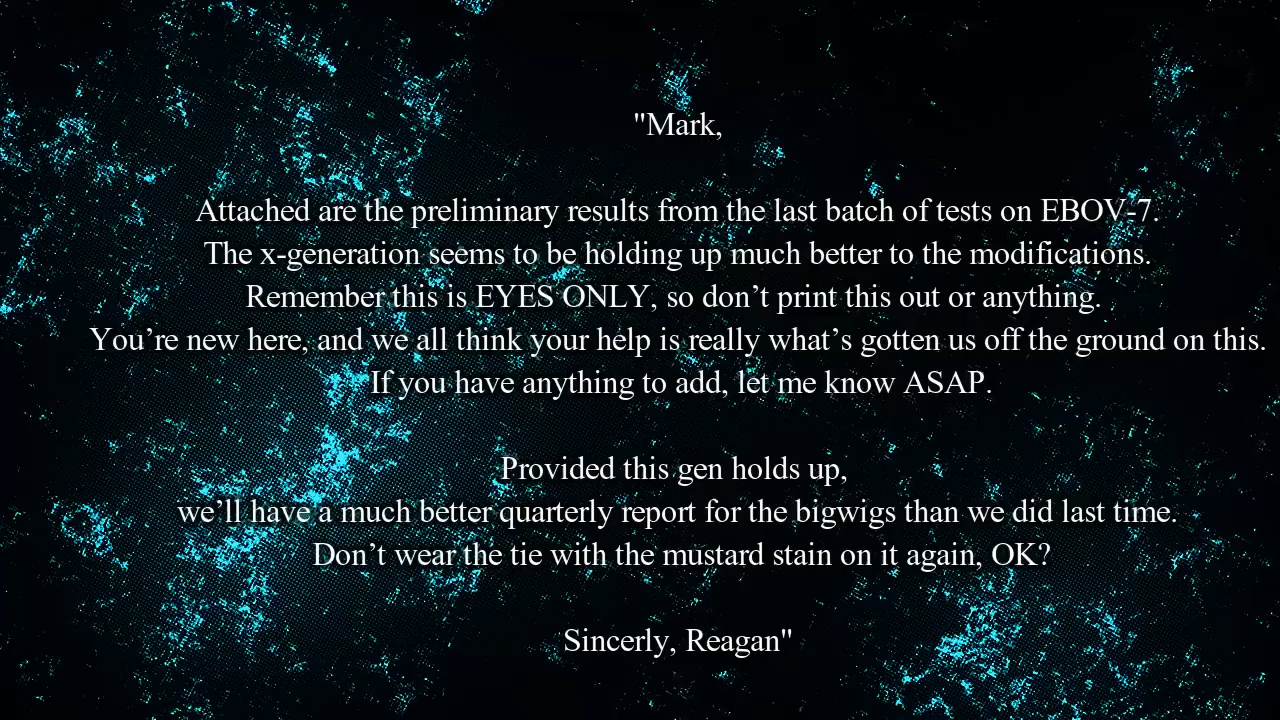 "Mark,
Attached are the preliminary results from the last batch of tests on EBOV-7.
The x-generation seems to be holding up much better to the modifications.
Remember this is EYES ONLY, so don’t print this out or anything.
You’re new here, and we all think your help is really what’s gotten us off the ground on this.
If you have anything to add, let me know ASAP.
Provided this gen holds up,
we’ll have a much better quarterly report for the bigwigs than we did last time.
Don’t wear the tie with the mustard stain on it again, OK?
Sincerly, Reagan"